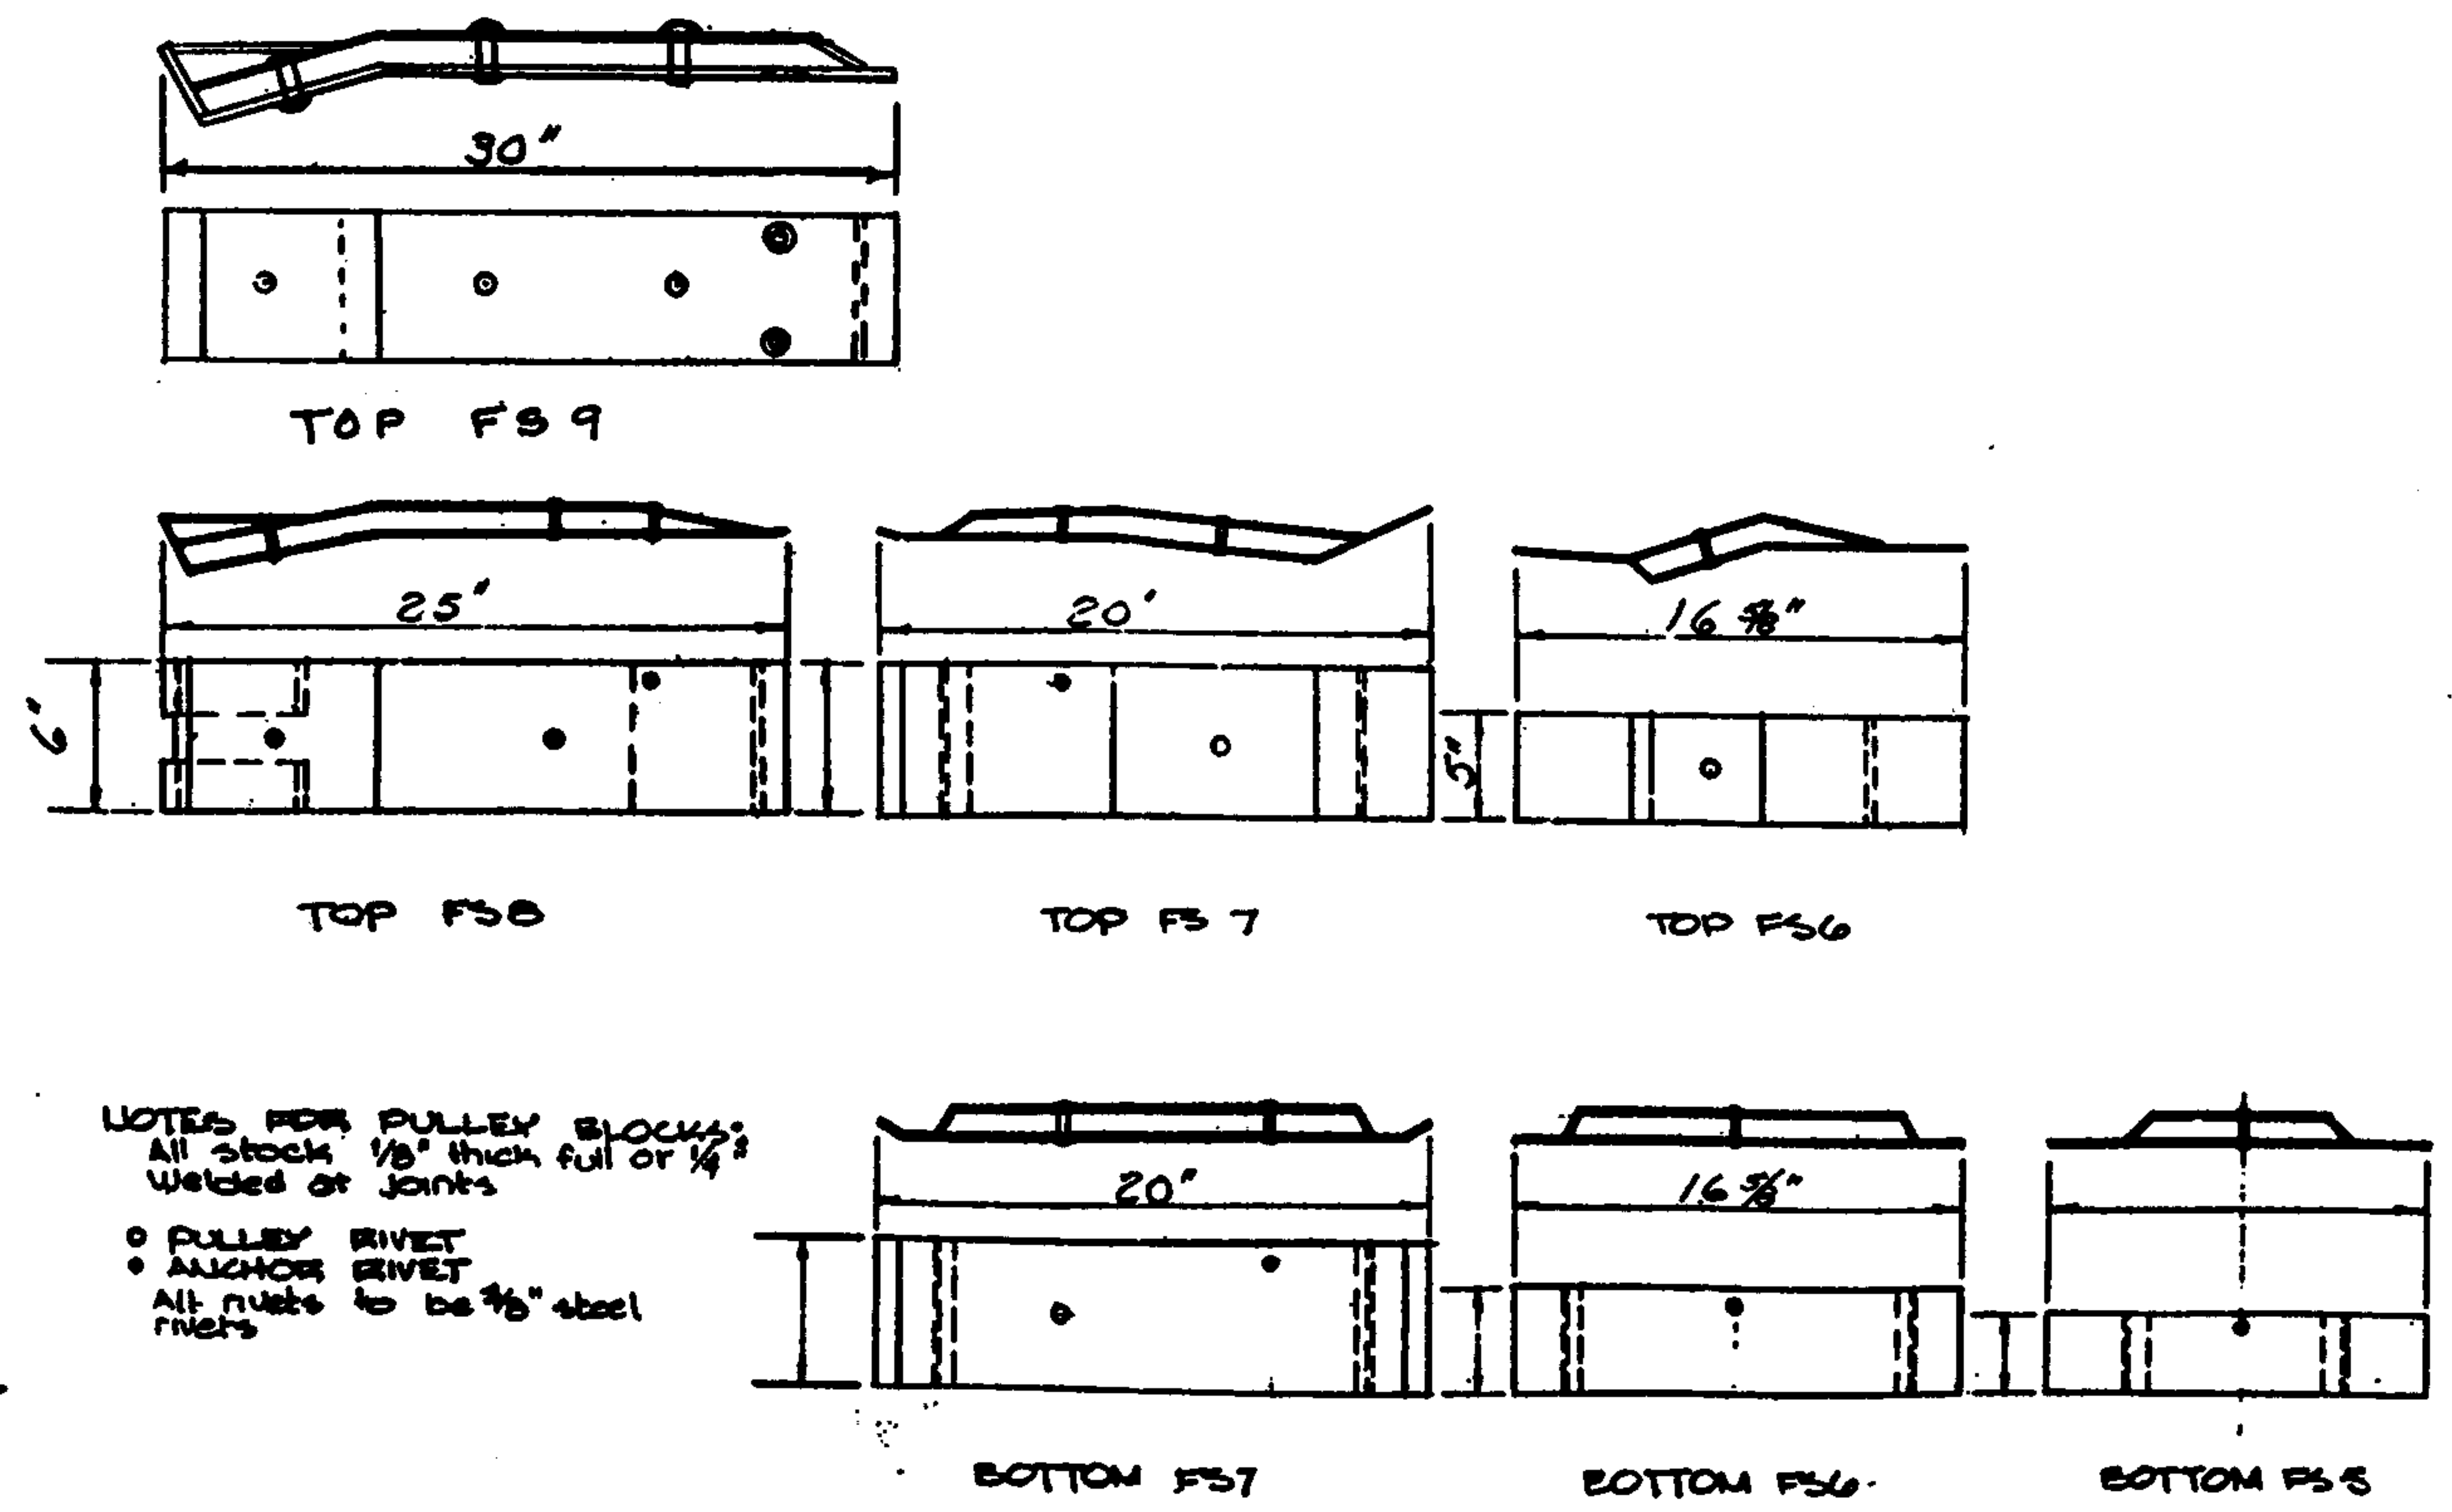 30"
TOP FS 9
25"
20'
16 5/8"
6"
5"
TOP FS8
TOP FS 7
TOP FS6
NOTES FOR PULLEY BLOCKS:
All stock 1/8" thick full or 1/4"
Welded at joints
PULLEY RIVET
ANCHOR RIVET
All rivets to be 3/8" steel
rivets
20"
16 5/8"
BOTTOM FS7
BOTTOM FS6
BOTTOM FS5